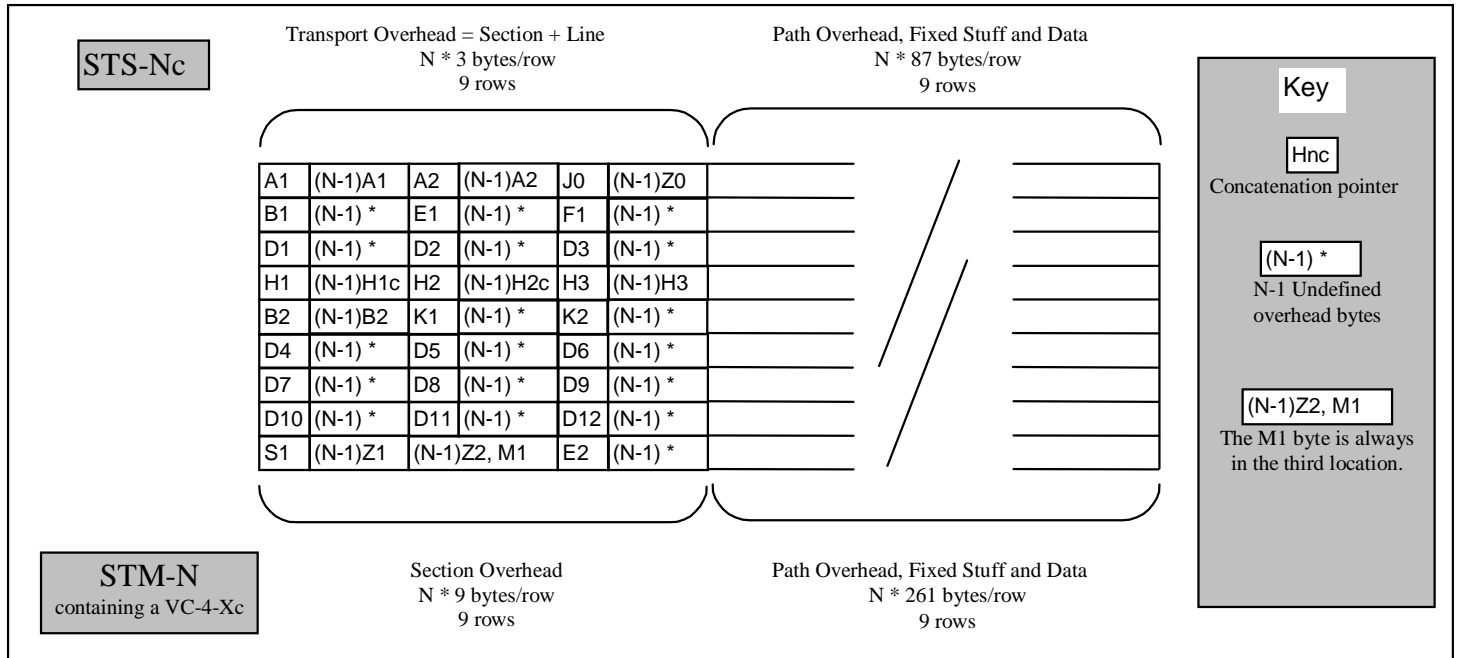 STS-Nc
Transport Overhead = Section + Line
N * 3 bytes/row
9 rows
Path Overhead, Fixed Stuff and Data
N * 87 bytes/row
9 rows
A1 (N-1)A1 A2 (N-1)A2 J0 (N-1)Z0
B1 (N-1) * E1 (N-1) * F1 (N-1) *
D1 (N-1) * D2 (N-1) * D3 (N-1) *
H1 (N-1)H1c H2 (N-1)H2c H3 (N-1)H3
B2 (N-1)B2 K1 (N-1) * K2 (N-1) *
D4 (N-1) * D5 (N-1) * D6 (N-1) *
D7 (N-1) * D8 (N-1) * D9 (N-1) *
D10 (N-1) * D11 (N-1) * D12 (N-1) *
S1 (N-1)Z1 (N-1)Z2, M1 E2 (N-1) *
Key
Hnc
Concatenation pointer
(N-1) *
N-1 Undefined
overhead bytes
(N-1)Z2, M1
The M1 byte is always
in the third location.
STM-N
containing a VC-4-Xc
Section Overhead
N * 9 bytes/row
9 rows
Path Overhead, Fixed Stuff and Data
N * 261 bytes/row
9 rows